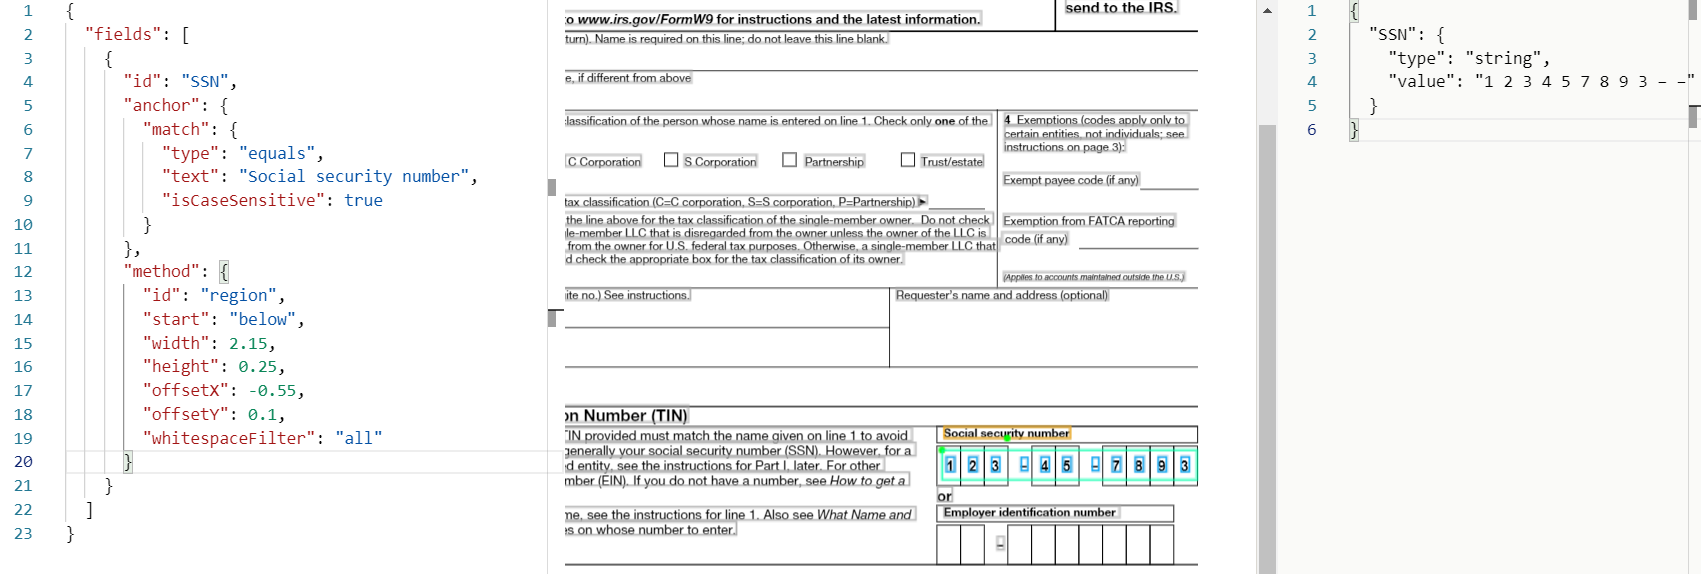 1 {
2 "fields": [
3 {
4 "id": "SSN",
5 "anchor": {
6 "match": {
7 "type": "equals",
8 "text": "Social security number",
9 "isCaseSensitive": true
10 }
11 },
12 "method": {
13 "id": "region",
14 "start": "below",
15 "width": 2.15,
16 "height": 0.25,
17 "offsetX": -0.55,
18 "offsetY": 0.1,
19 "whitespaceFilter": "all"
20 }
21 }
22 ]
23 }
send to the IRS.
o www.irs.gov/FormW9 for instructions and the latest information.
turn). Name is required on this line; do not leave this line blank.
e, if different from above
lassification of the person whose name is entered on line 1. Check only one of the
C Corporation
S Corporation
Partnership
Trust/estate
tax classification (C=C corporation, S=S corporation, P=Partnership) ▶
the line above for the tax classification of the single-member owner. Do not check
le-member LLC that is disregarded from the owner unless the owner of the LLC is
from the owner for U.S. federal tax purposes. Otherwise, a single-member LLC that
d check the appropriate box for the tax classification of its owner.
4 Exemptions (codes apply only to
certain entities, not individuals; see
instructions on page 3):
Exempt payee code (if any)
Exemption from FATCA reporting
code (if any)
(Applies to accounts maintained outside the U.S.)
ite no.) See instructions.
Requester's name and address (optional)
on Number (TIN)
TIN provided must match the name given on line 1 to avoid
generally your social security number (SSN). However, for a
d entity, see the instructions for Part I, later. For other
mber (EIN). If you do not have a number, see How to get a
me, see the instructions for line 1. Also see What Name and
es on whose number to enter.
Social security number
1 2 3 – 4 5 – 7 8 9 3
or
Employer identification number
–
1 {
2 "SSN": {
3 "type": "string",
4 "value": "1 2 3 4 5 7 8 9 3 – –"
5 }
6 }